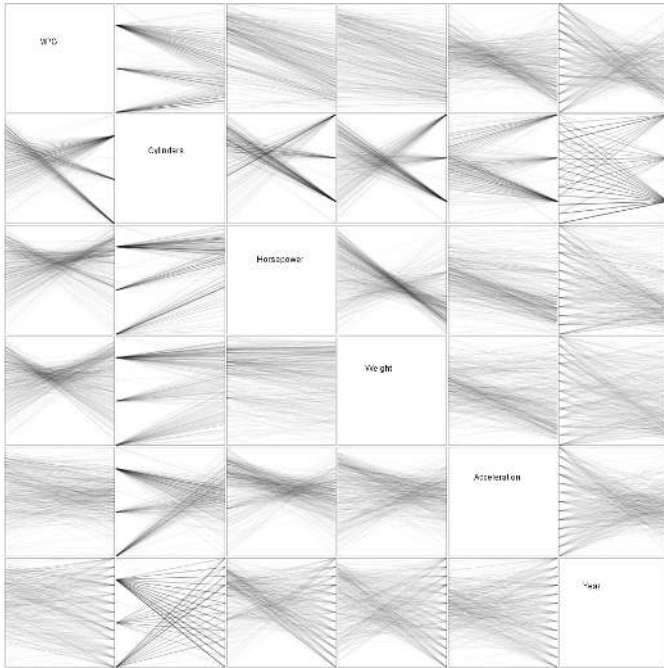 MPG
Cylinders
Horsepower
Weight
Acceleration
Year